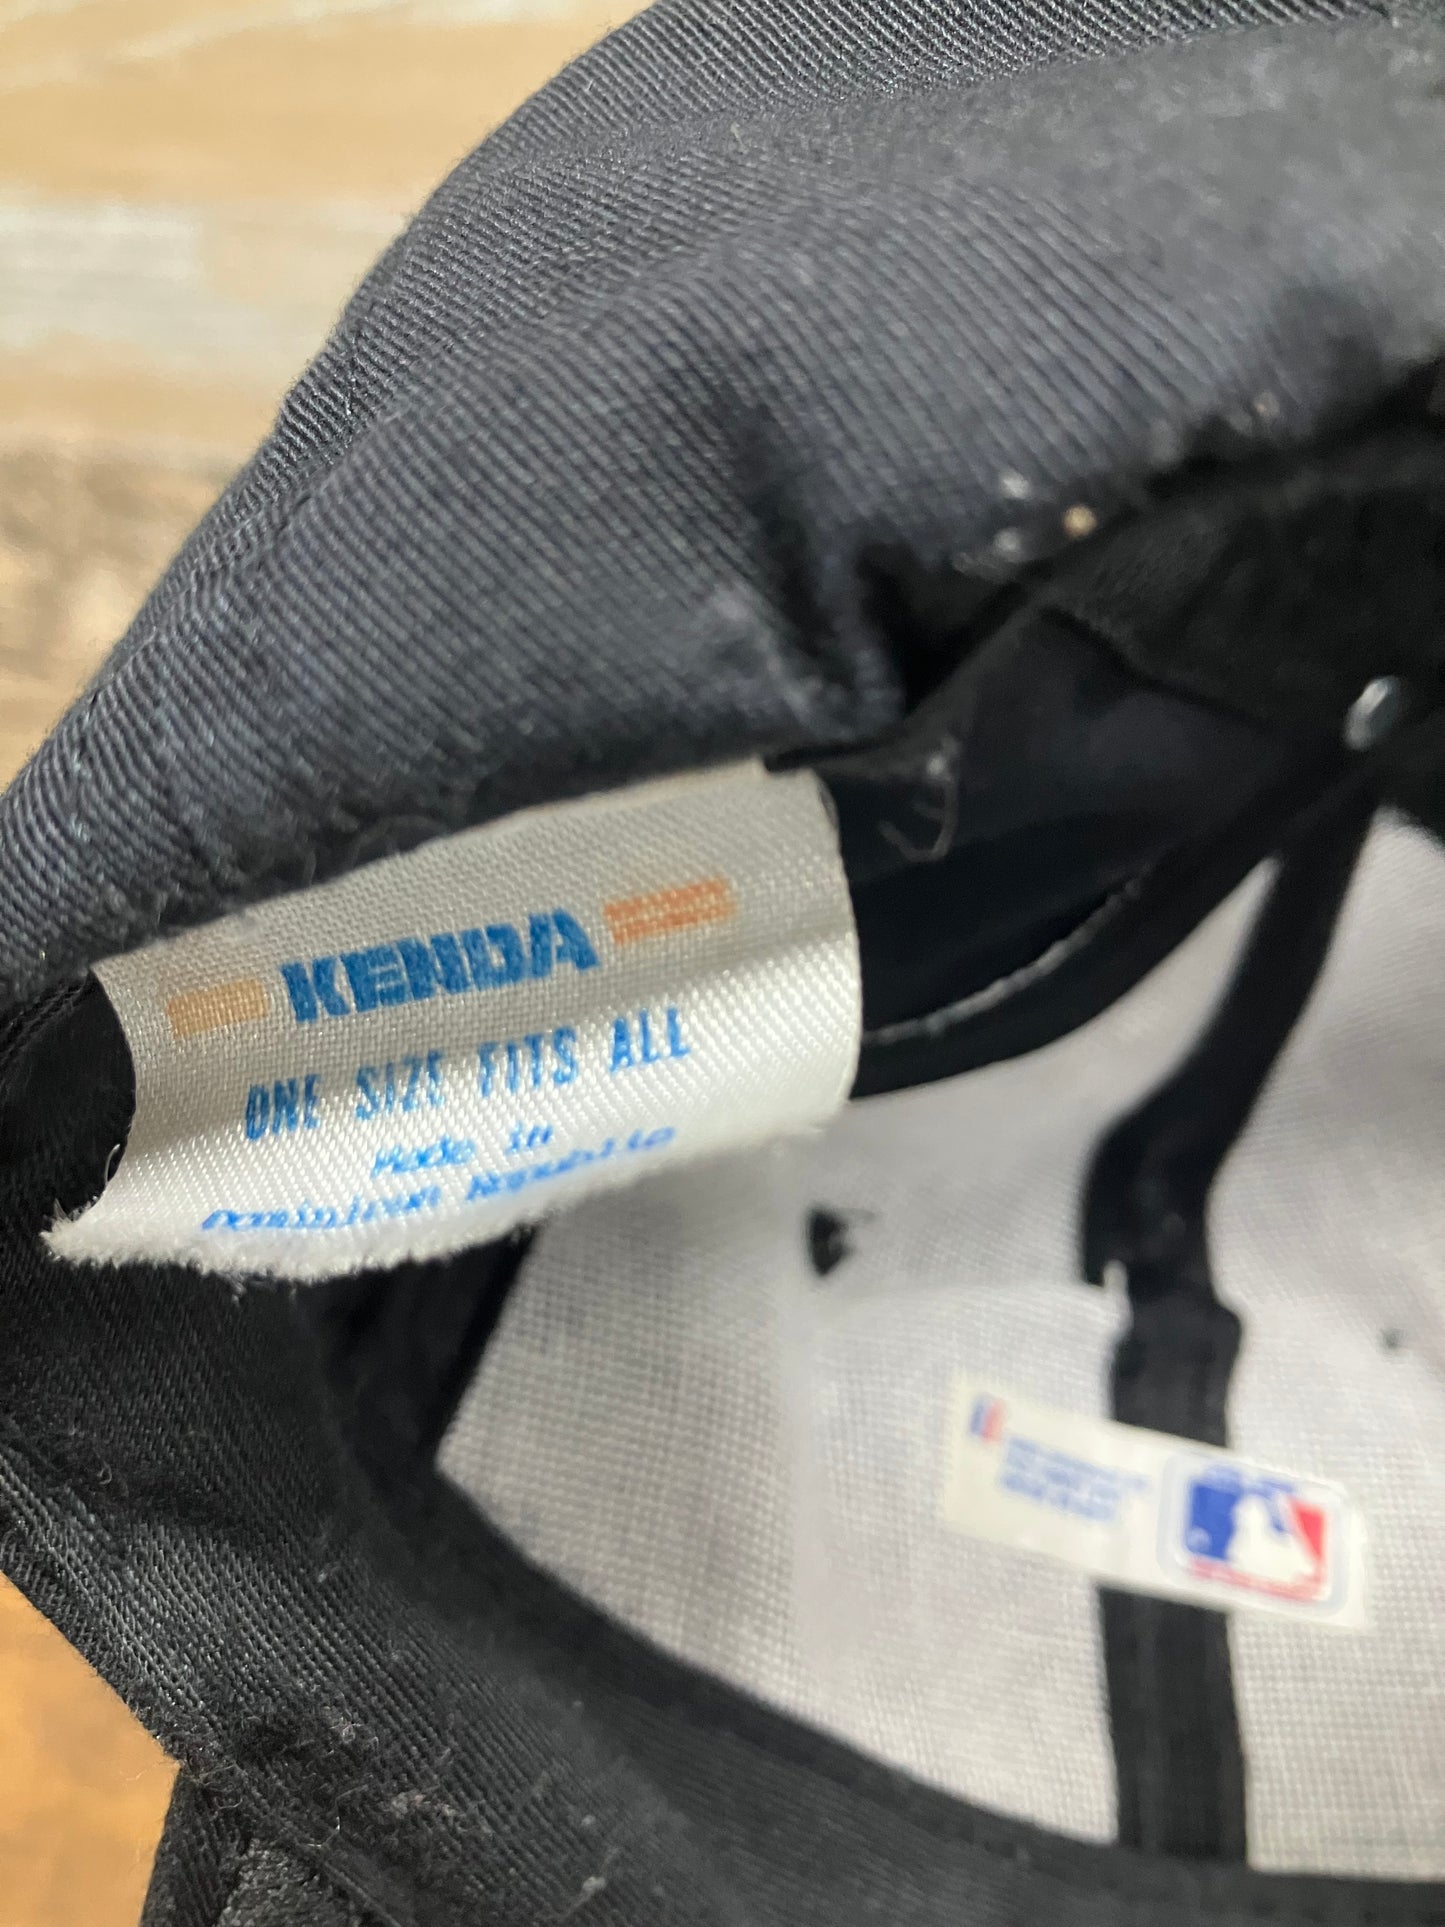 KENDA
ONE SIZE FITS ALL
Made in
Dominican Republic